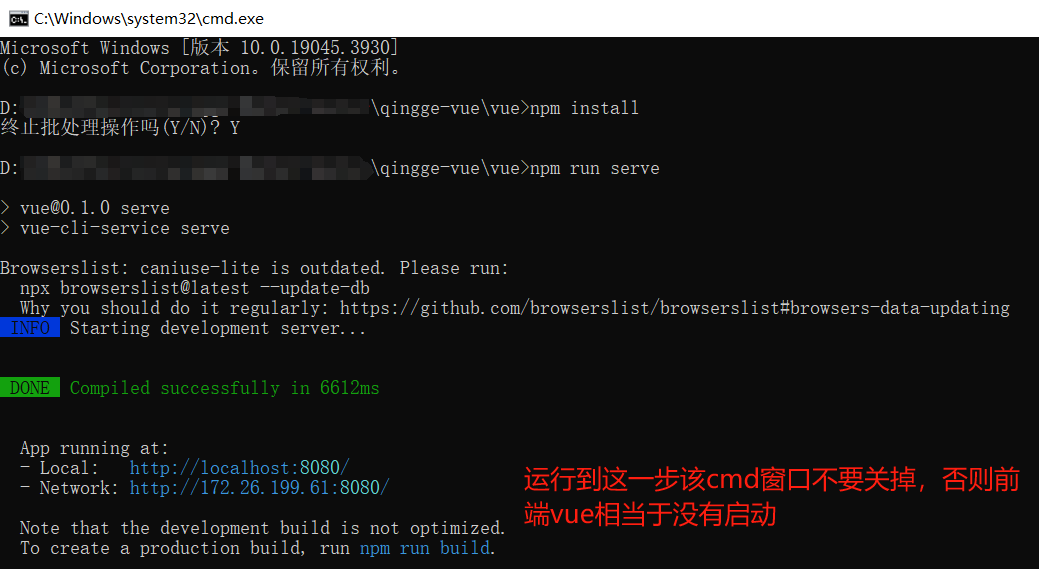 C:\Windows\system32\cmd.exe
Microsoft Windows [版本 10.0.19045.3930]
(c) Microsoft Corporation。保留所有权利。
D:\qingge-vue\vue>npm install
终止批处理操作吗(Y/N)? Y
D:\qingge-vue\vue>npm run serve
> vue@0.1.0 serve
> vue-cli-service serve
Browserslist: caniuse-lite is outdated. Please run:
npx browserslist@latest --update-db
Why you should do it regularly: https://github.com/browserslist/browserslist#browsers-data-updating
INFO Starting development server...
DONE Compiled successfully in 6612ms
App running at:
- Local: http://localhost:8080/
- Network: http://172.26.199.61:8080/
运行到这一步该cmd窗口不要关掉，否则前
端vue相当于没有启动
Note that the development build is not optimized.
To create a production build, run npm run build.